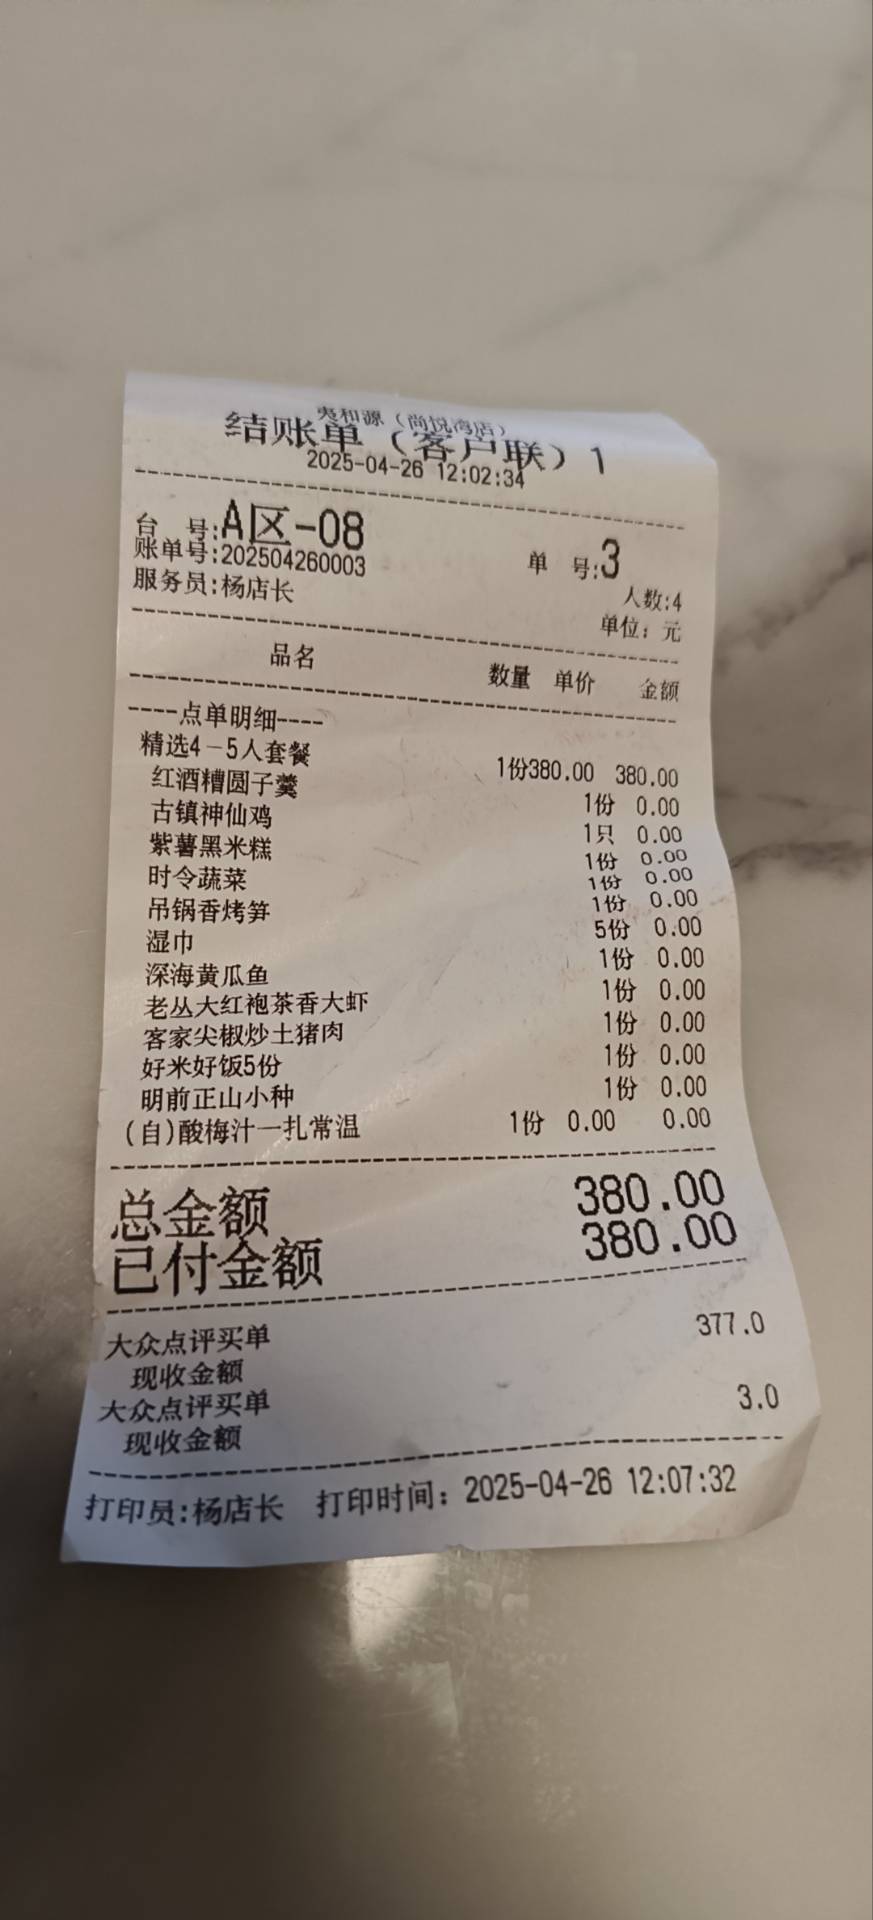 夷和源（尚悦湾店）
结账单（客户联）1
2025-04-26 12:02:34
台 号:A区-08 单 号:3
账单号:202504260003
服务员:杨店长 人数:4
单位：元
品名 数量 单价 金额
----点单明细----
精选4-5人套餐 1份380.00 380.00
红酒糟圆子羹 1份 0.00
古镇神仙鸡 1只 0.00
紫薯黑米糕 1份 0.00
时令蔬菜 1份 0.00
吊锅香烤笋 1份 0.00
湿巾 5份 0.00
深海黄瓜鱼 1份 0.00
老丛大红袍茶香大虾 1份 0.00
客家尖椒炒土猪肉 1份 0.00
好米好饭5份 1份 0.00
明前正山小种 1份 0.00
(自)酸梅汁一扎常温 1份 0.00 0.00
总金额 380.00
已付金额 380.00
大众点评买单 377.0
现收金额
大众点评买单 3.0
现收金额
打印员:杨店长 打印时间：2025-04-26 12:07:32